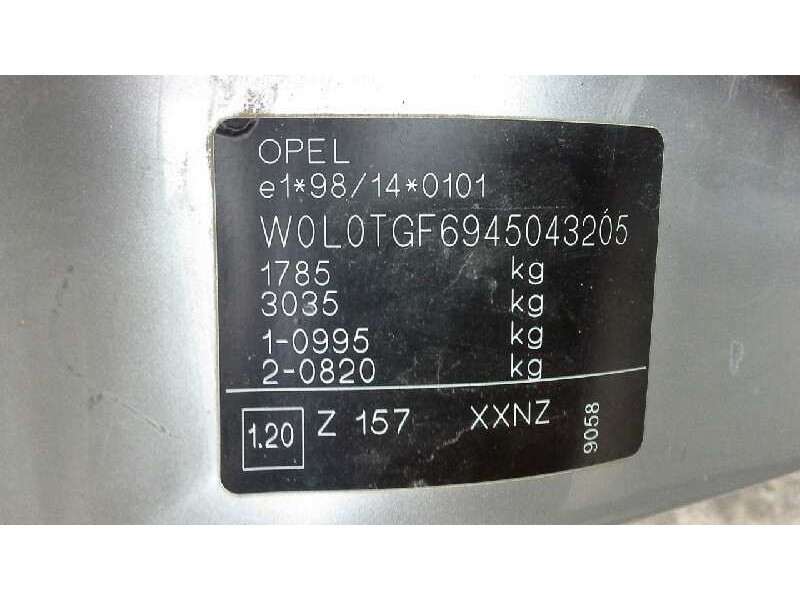 OPEL
e1*98/14*0101
W0L0TGF6945043205
1785 kg
3035 kg
1-0995 kg
2-0820 kg
1.20 Z 157 XXNZ 9058